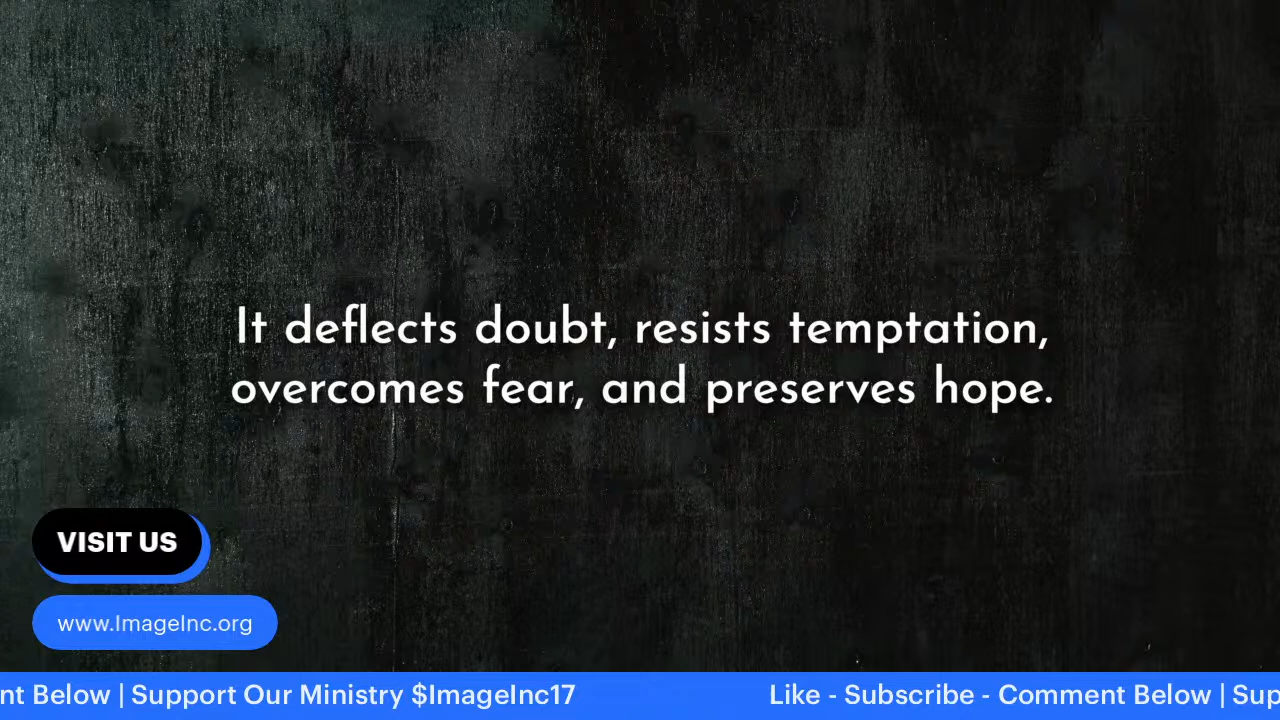 It deflects doubt, resists temptation,
overcomes fear, and preserves hope.
VISIT US
www.ImageInc.org
nt Below | Support Our Ministry $ImageInc17 Like - Subscribe - Comment Below | Sup